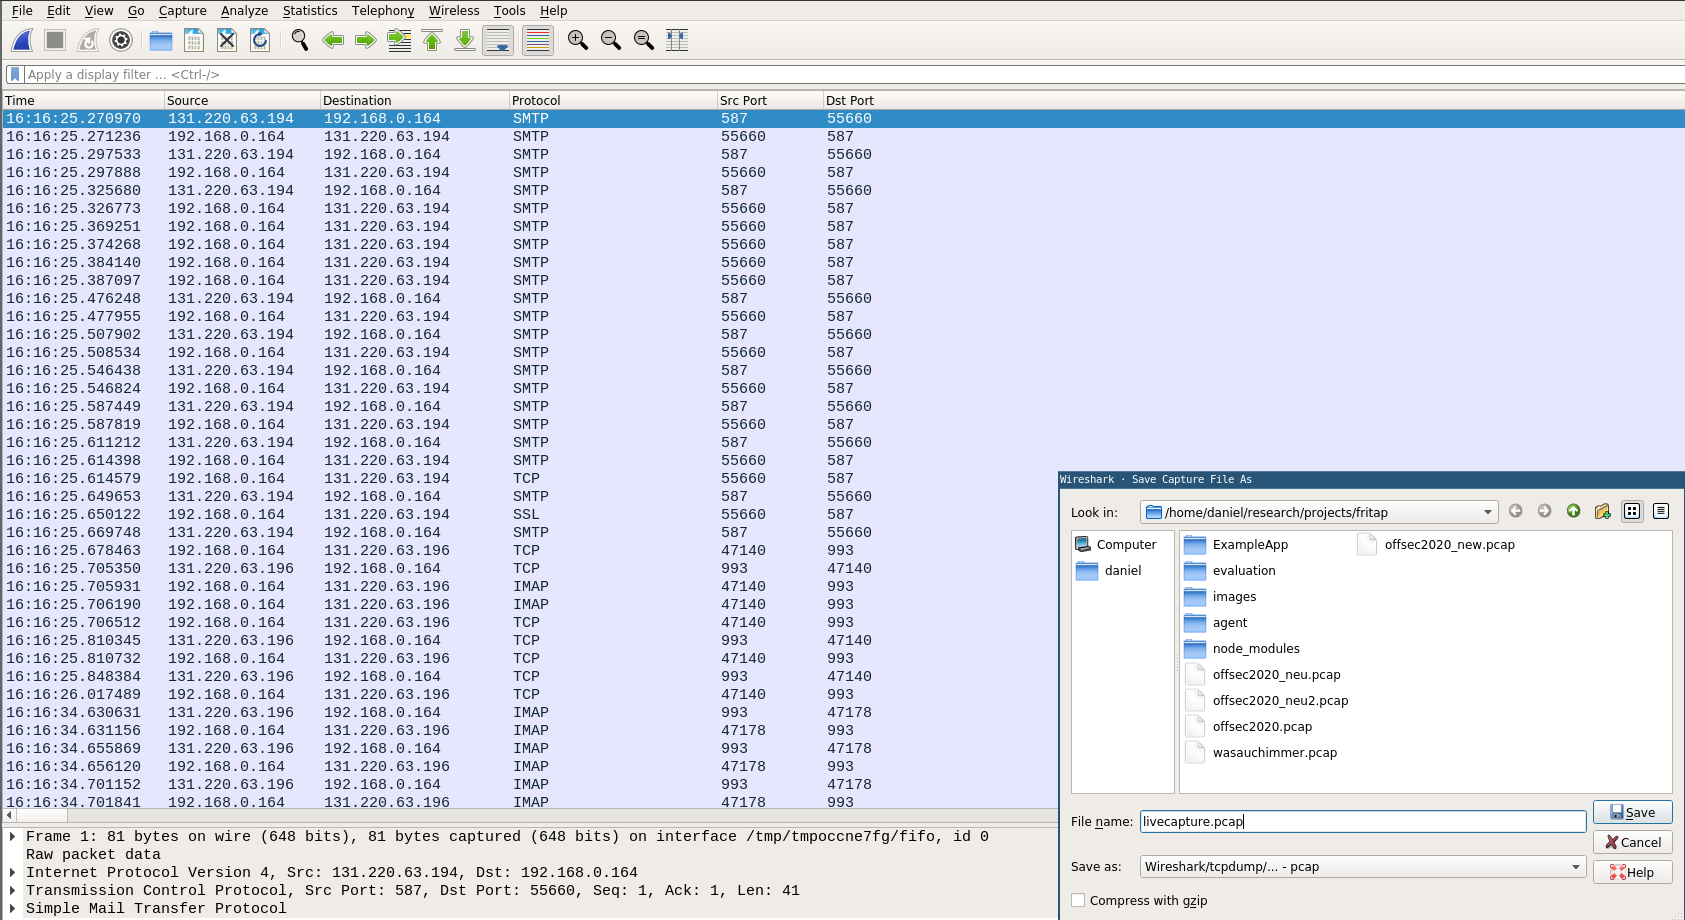 File Edit View Go Capture Analyze Statistics Telephony Wireless Tools Help
Apply a display filter ... <Ctrl-/>
Time Source Destination Protocol Src Port Dst Port
16:16:25.270970 131.220.63.194 192.168.0.164 SMTP 587 55660
16:16:25.271236 192.168.0.164 131.220.63.194 SMTP 55660 587
16:16:25.297533 131.220.63.194 192.168.0.164 SMTP 587 55660
16:16:25.297888 192.168.0.164 131.220.63.194 SMTP 55660 587
16:16:25.325680 131.220.63.194 192.168.0.164 SMTP 587 55660
16:16:25.326773 192.168.0.164 131.220.63.194 SMTP 55660 587
16:16:25.369251 192.168.0.164 131.220.63.194 SMTP 55660 587
16:16:25.374268 192.168.0.164 131.220.63.194 SMTP 55660 587
16:16:25.384140 192.168.0.164 131.220.63.194 SMTP 55660 587
16:16:25.387097 192.168.0.164 131.220.63.194 SMTP 55660 587
16:16:25.476248 131.220.63.194 192.168.0.164 SMTP 587 55660
16:16:25.477955 192.168.0.164 131.220.63.194 SMTP 55660 587
16:16:25.507902 131.220.63.194 192.168.0.164 SMTP 587 55660
16:16:25.508534 192.168.0.164 131.220.63.194 SMTP 55660 587
16:16:25.546438 131.220.63.194 192.168.0.164 SMTP 587 55660
16:16:25.546824 192.168.0.164 131.220.63.194 SMTP 55660 587
16:16:25.587449 131.220.63.194 192.168.0.164 SMTP 587 55660
16:16:25.587819 192.168.0.164 131.220.63.194 SMTP 55660 587
16:16:25.611212 131.220.63.194 192.168.0.164 SMTP 587 55660
16:16:25.614398 192.168.0.164 131.220.63.194 SMTP 55660 587
16:16:25.614579 192.168.0.164 131.220.63.194 TCP 55660 587
16:16:25.649653 131.220.63.194 192.168.0.164 SMTP 587 55660
16:16:25.650122 192.168.0.164 131.220.63.194 SSL 55660 587
16:16:25.669748 131.220.63.194 192.168.0.164 SMTP 587 55660
16:16:25.678463 192.168.0.164 131.220.63.196 TCP 47140 993
16:16:25.705350 131.220.63.196 192.168.0.164 TCP 993 47140
16:16:25.705931 192.168.0.164 131.220.63.196 IMAP 47140 993
16:16:25.706190 192.168.0.164 131.220.63.196 IMAP 47140 993
16:16:25.706512 192.168.0.164 131.220.63.196 TCP 47140 993
16:16:25.810345 131.220.63.196 192.168.0.164 TCP 993 47140
16:16:25.810732 192.168.0.164 131.220.63.196 TCP 47140 993
16:16:25.848384 131.220.63.196 192.168.0.164 TCP 993 47140
16:16:26.017489 192.168.0.164 131.220.63.196 TCP 47140 993
16:16:34.630631 131.220.63.196 192.168.0.164 IMAP 993 47178
16:16:34.631156 192.168.0.164 131.220.63.196 IMAP 47178 993
16:16:34.655869 131.220.63.196 192.168.0.164 IMAP 993 47178
16:16:34.656120 192.168.0.164 131.220.63.196 IMAP 47178 993
16:16:34.701152 131.220.63.196 192.168.0.164 IMAP 993 47178
16:16:34.701841 192.168.0.164 131.220.63.196 IMAP 47178 993
Frame 1: 81 bytes on wire (648 bits), 81 bytes captured (648 bits) on interface /tmp/tmpoccne7fg/fifo, id 0
Raw packet data
Internet Protocol Version 4, Src: 131.220.63.194, Dst: 192.168.0.164
Transmission Control Protocol, Src Port: 587, Dst Port: 55660, Seq: 1, Ack: 1, Len: 41
Simple Mail Transfer Protocol
Wireshark · Save Capture File As
Look in: /home/daniel/research/projects/fritap
Computer
daniel
ExampleApp
evaluation
images
agent
node_modules
offsec2020_neu.pcap
offsec2020_neu2.pcap
offsec2020.pcap
wasauchimmer.pcap
offsec2020_new.pcap
File name: livecapture.pcap
Save
Cancel
Save as: Wireshark/tcpdump/... - pcap
Help
Compress with gzip